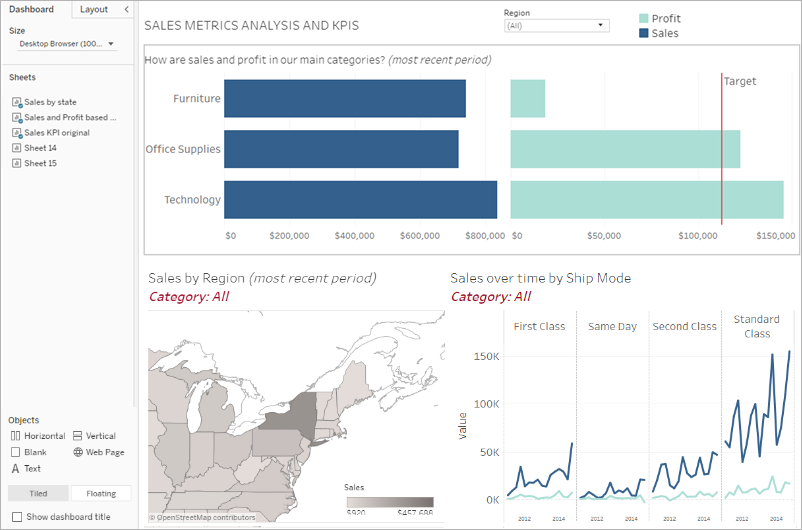 Dashboard
Layout
Size
Desktop Browser (100...
Sheets
Sales by state
Sales and Profit based ...
Sales KPI original
Sheet 14
Sheet 15
Objects
Horizontal
Vertical
Blank
Web Page
A Text
Tiled
Floating
Show dashboard title
SALES METRICS ANALYSIS AND KPIS
Region
(All)
Profit
Sales
How are sales and profit in our main categories? (most recent period)
Target
Furniture
Office Supplies
Technology
$0 $200,000 $400,000 $600,000 $800,000 $0 $50,000 $100,000 $150,000
Sales by Region (most recent period)
Category: All
Sales
$920 $457,688
© OpenStreetMap contributors
Sales over time by Ship Mode
Category: All
First Class
Same Day
Second Class
Standard
Class
Value
150K
100K
50K
0K
2012 2014 2012 2014 2012 2014 2012 2014